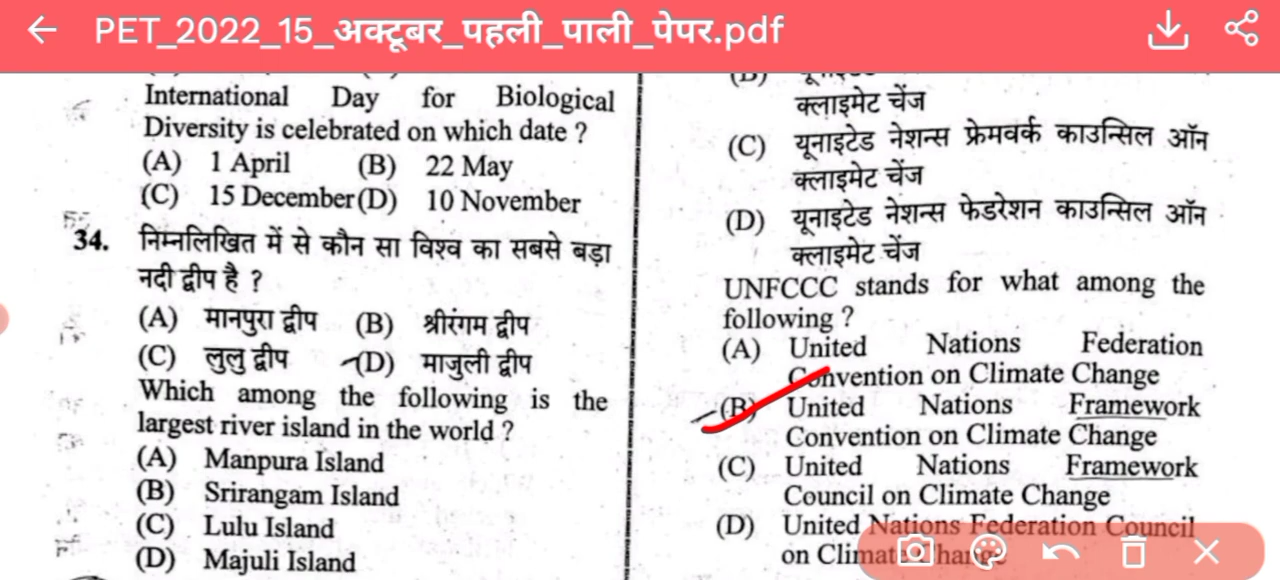 PET_2022_15_अक्टूबर_पहली_पाली_पेपर.pdf
International Day for Biological
Diversity is celebrated on which date ?
(A) 1 April (B) 22 May
(C) 15 December (D) 10 November
34. निम्नलिखित में से कौन सा विश्व का सबसे बड़ा
नदी द्वीप है ?
(A) मानपुरा द्वीप (B) श्रीरंगम द्वीप
(C) लुलु द्वीप (D) माजुली द्वीप
Which among the following is the
largest river island in the world ?
(A) Manpura Island
(B) Srirangam Island
(C) Lulu Island
(D) Majuli Island
क्लाइमेट चेंज
(C) यूनाइटेड नेशन्स फ्रेमवर्क काउन्सिल ऑन
क्लाइमेट चेंज
(D) यूनाइटेड नेशन्स फेडरेशन काउन्सिल ऑन
क्लाइमेट चेंज
UNFCCC stands for what among the
following ?
(A) United Nations Federation
Convention on Climate Change
(B) United Nations Framework
Convention on Climate Change
(C) United Nations Framework
Council on Climate Change
(D) United Nations Federation Council
on Climate Change